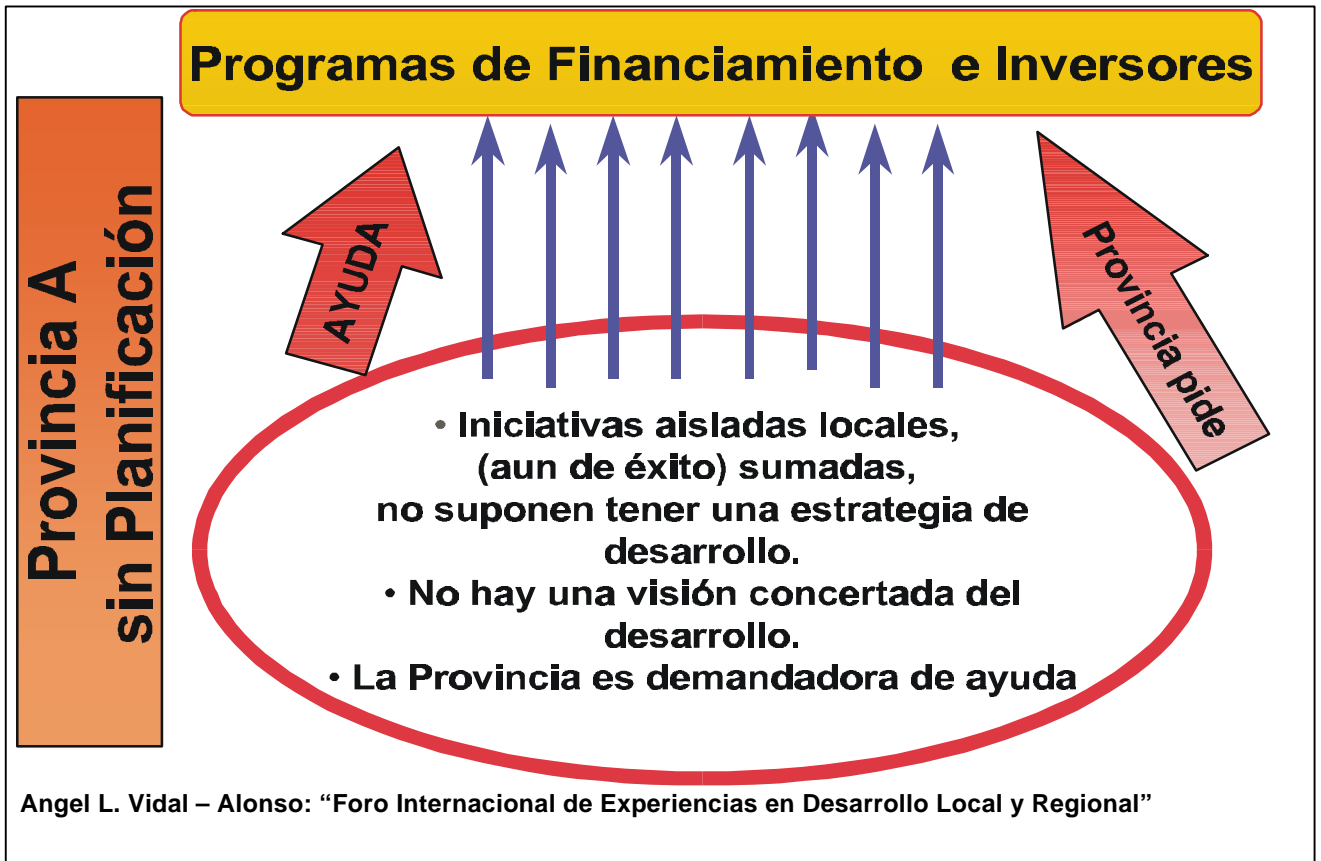 Programas de Financiamiento e Inversores
Provincia A
sin Planificación
AYUDA
Provincia pide
• Iniciativas aisladas locales,
(aun de éxito) sumadas,
no suponen tener una estrategia de
desarrollo.
• No hay una visión concertada del
desarrollo.
• La Provincia es demandadora de ayuda
Angel L. Vidal – Alonso: “Foro Internacional de Experiencias en Desarrollo Local y Regional”